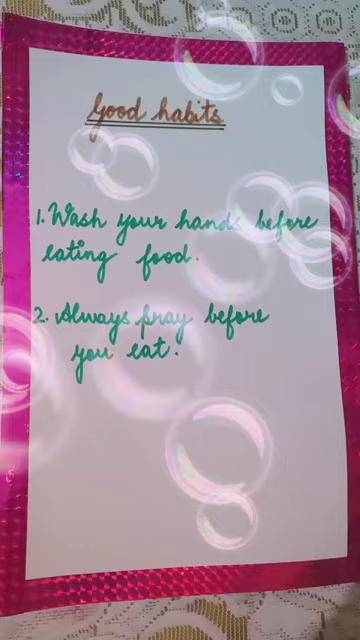 Good habits
1. Wash your hands before
eating food.
2. Always pray before
you eat.